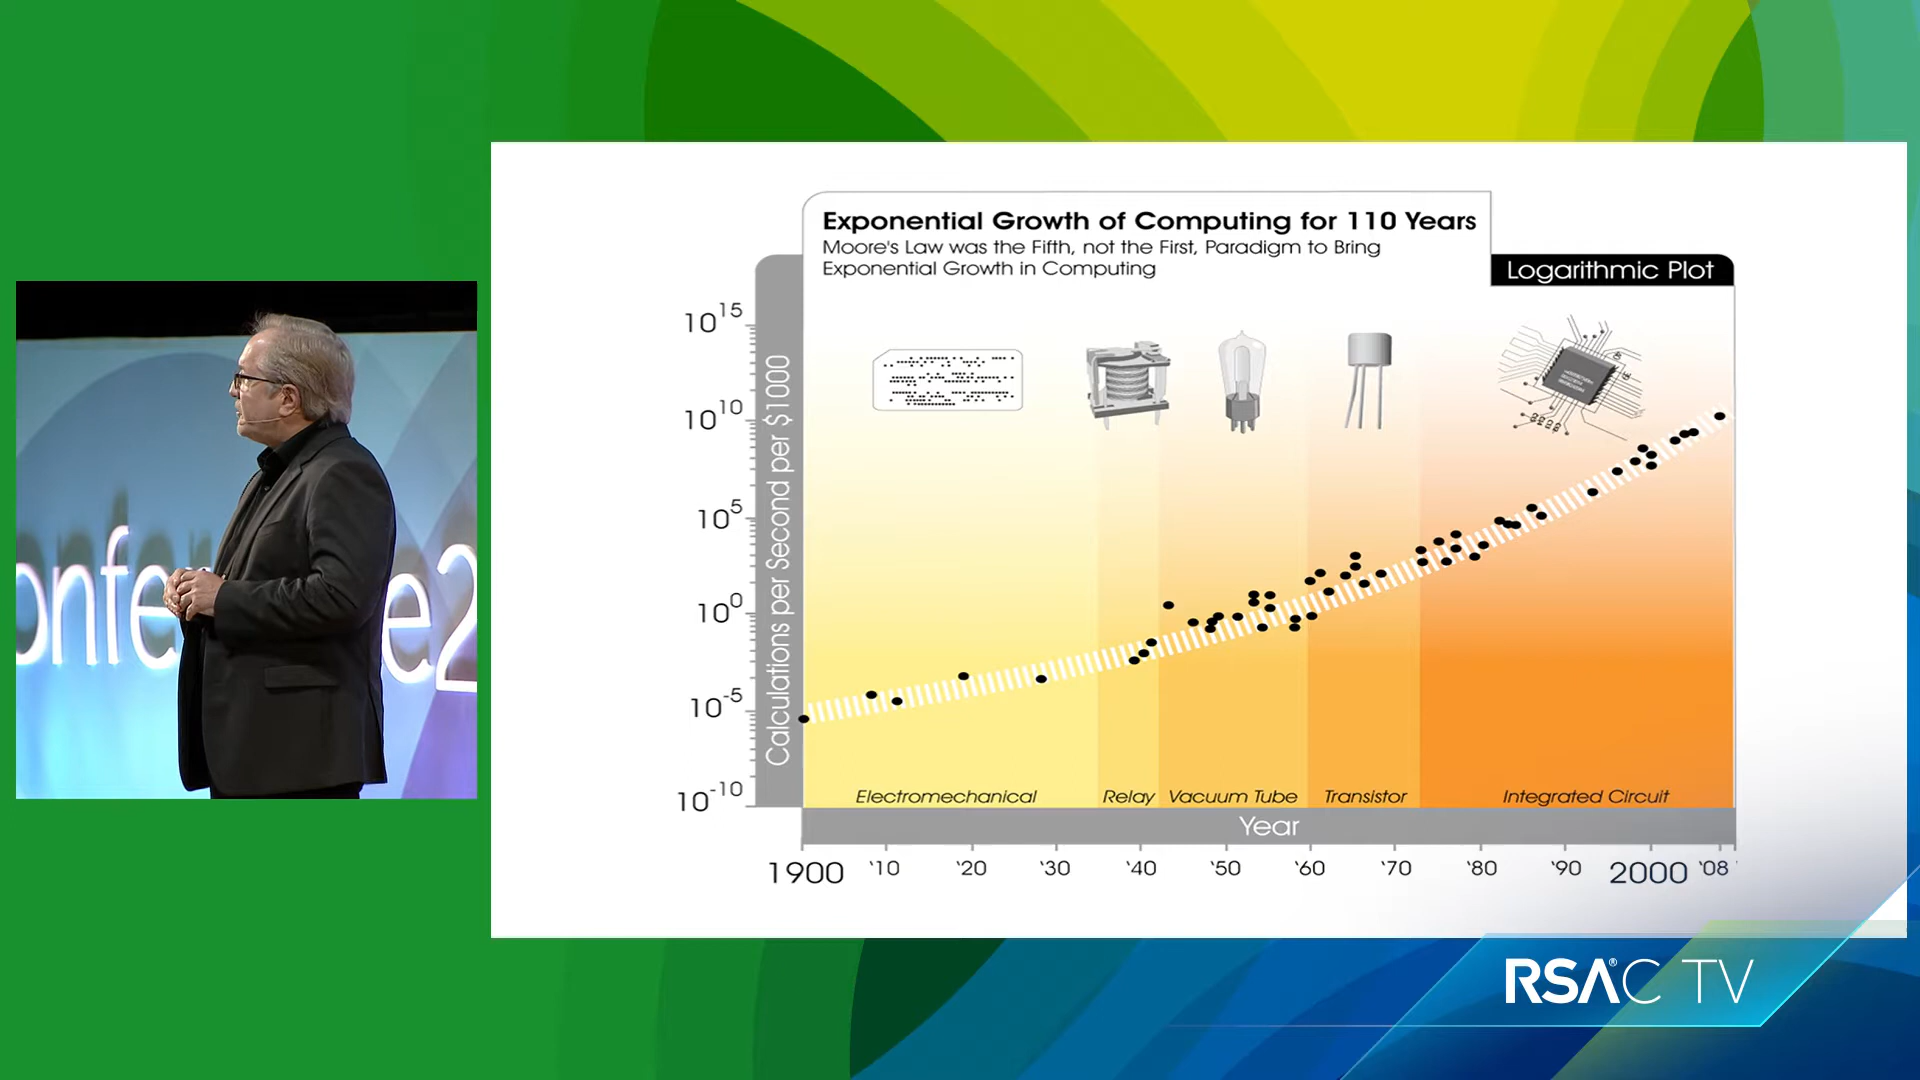 Exponential Growth of Computing for 110 Years
Moore's Law was the Fifth, not the First, Paradigm to Bring
Exponential Growth in Computing
Logarithmic Plot
10^15
10^10
10^5
10^0
10^-5
10^-10
Calculations per Second per $1000
Electromechanical
Relay
Vacuum Tube
Transistor
Integrated Circuit
Year
1900 '10 '20 '30 '40 '50 '60 '70 '80 '90 2000 '08
onfe e2
RSA®C TV